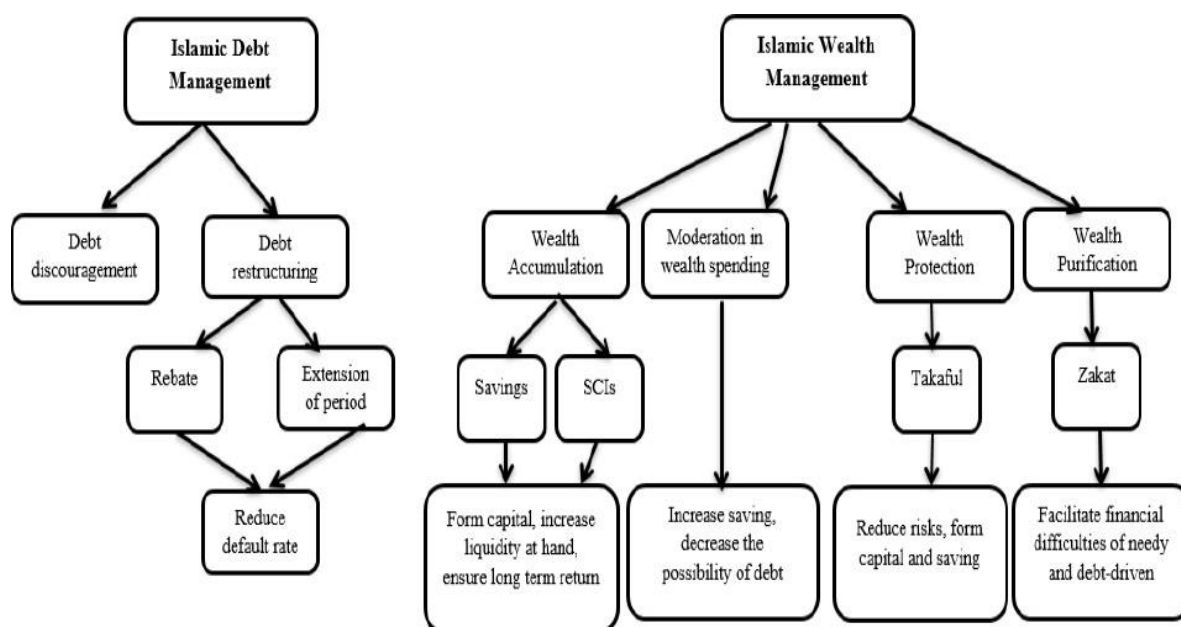 Islamic Debt
Management
Islamic Wealth
Management
Debt
discouragement
Debt
restructuring
Wealth
Accumulation
Moderation in
wealth spending
Wealth
Protection
Wealth
Purification
Rebate
Extension
of period
Savings
SCIs
Takaful
Zakat
Reduce
default rate
Form capital, increase
liquidity at hand,
ensure long term return
Increase saving,
decrease the
possibility of debt
Reduce risks, form
capital and saving
Facilitate financial
difficulties of needy
and debt-driven